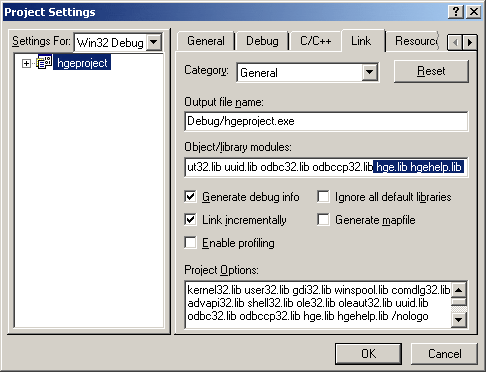 Project Settings
Settings For: Win32 Debug
hgeproject
General Debug C/C++ Link Resourc
Category: General Reset
Output file name:
Debug/hgeproject.exe
Object/library modules:
ut32.lib uuid.lib odbc32.lib odbccp32.lib hge.lib hgehelp.lib
Generate debug info Ignore all default libraries
Link incrementally Generate mapfile
Enable profiling
Project Options:
kernel32.lib user32.lib gdi32.lib winspool.lib comdlg32.lib
advapi32.lib shell32.lib ole32.lib oleaut32.lib uuid.lib
odbc32.lib odbccp32.lib hge.lib hgehelp.lib /nologo
OK Cancel